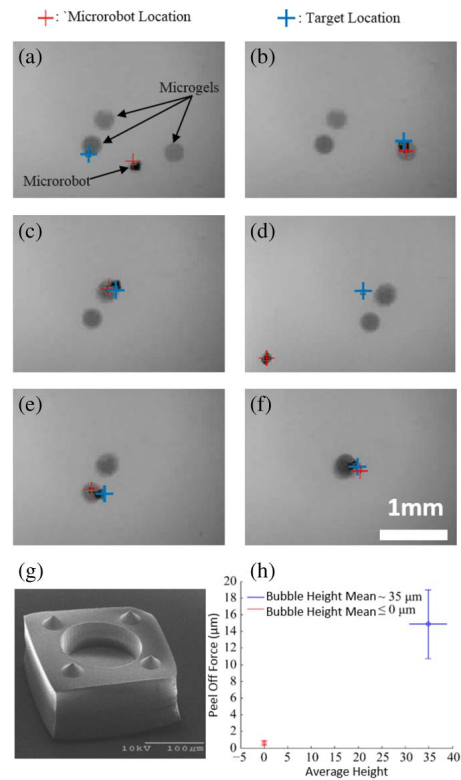 +: `Microrobot Location
+: Target Location
(a)
Microgels
Microrobot
(b)
(c)
(d)
(e)
(f)
1mm
(g)
10kV 100μm
(h)
20
18
16
14
12
10
8
6
4
2
0
Peel Off Force (μm)
Bubble Height Mean ~ 35 μm
Bubble Height Mean ≤ 0 μm
-5 0 5 10 15 20 25 30 35 40
Average Height